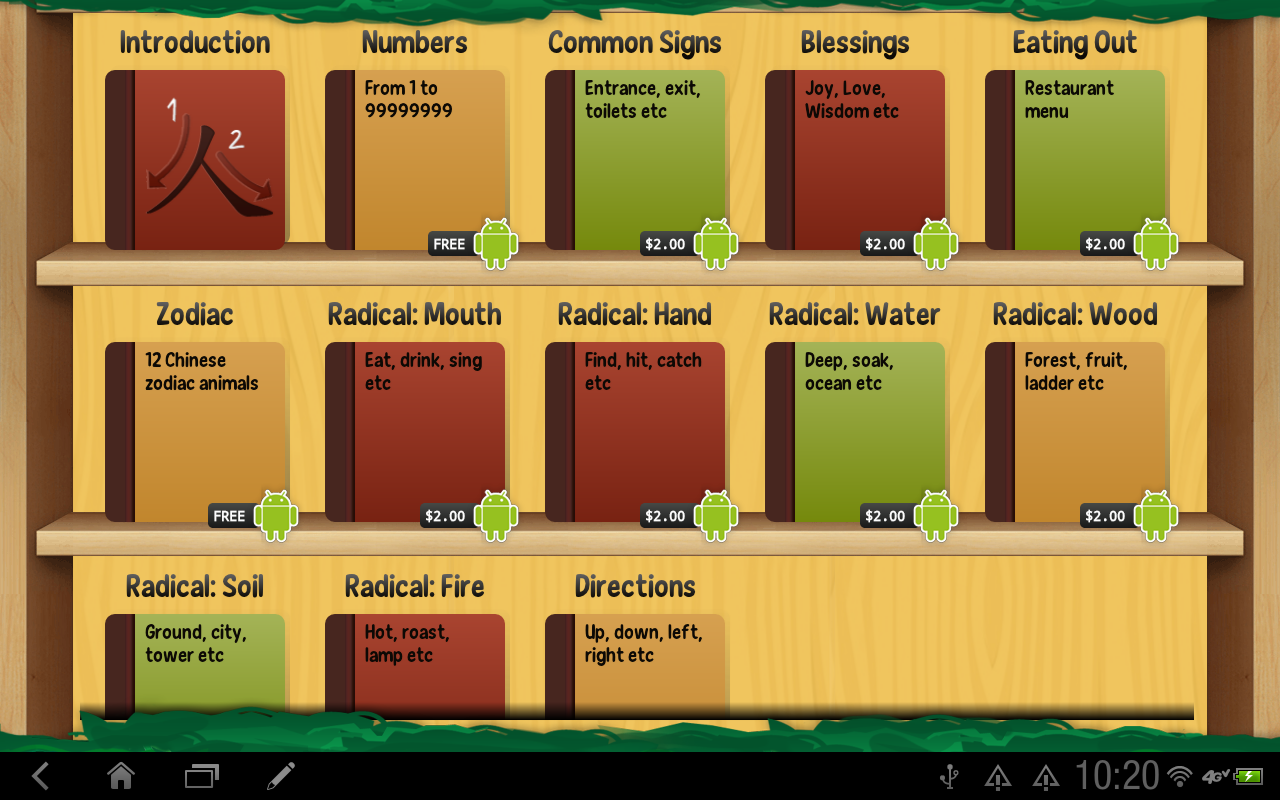 Introduction
Numbers
Common Signs
Blessings
Eating Out
1
2
火
From 1 to
99999999
Entrance, exit,
toilets etc
Joy, Love,
Wisdom etc
Restaurant
menu
FREE
$2.00
$2.00
$2.00
Zodiac
Radical: Mouth
Radical: Hand
Radical: Water
Radical: Wood
12 Chinese
zodiac animals
Eat, drink, sing
etc
Find, hit, catch
etc
Deep, soak,
ocean etc
Forest, fruit,
ladder etc
FREE
$2.00
$2.00
$2.00
$2.00
Radical: Soil
Radical: Fire
Directions
Ground, city,
tower etc
Hot, roast,
lamp etc
Up, down, left,
right etc
10:20
4G